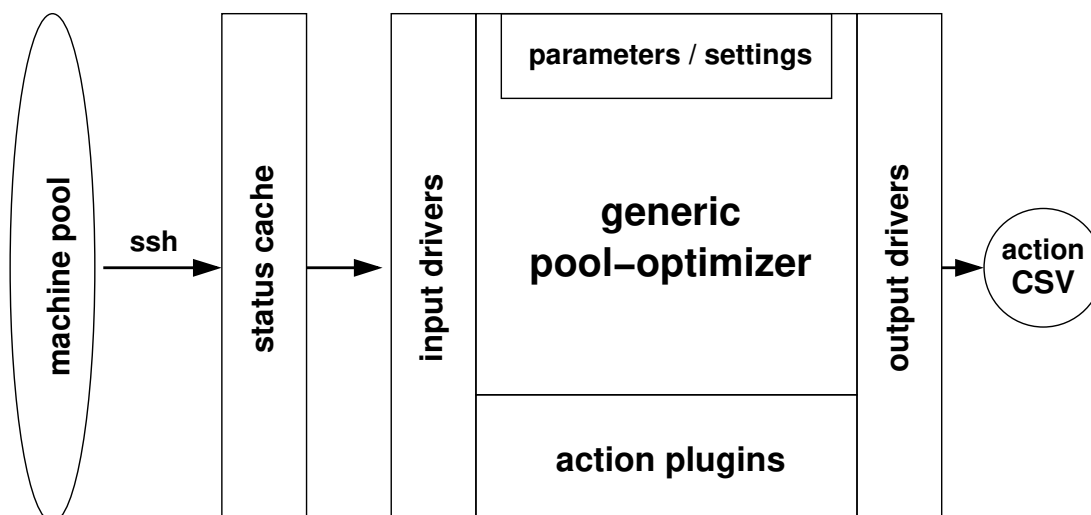 machine pool
ssh
status cache
input drivers
parameters / settings
generic
pool–optimizer
action plugins
output drivers
action
CSV